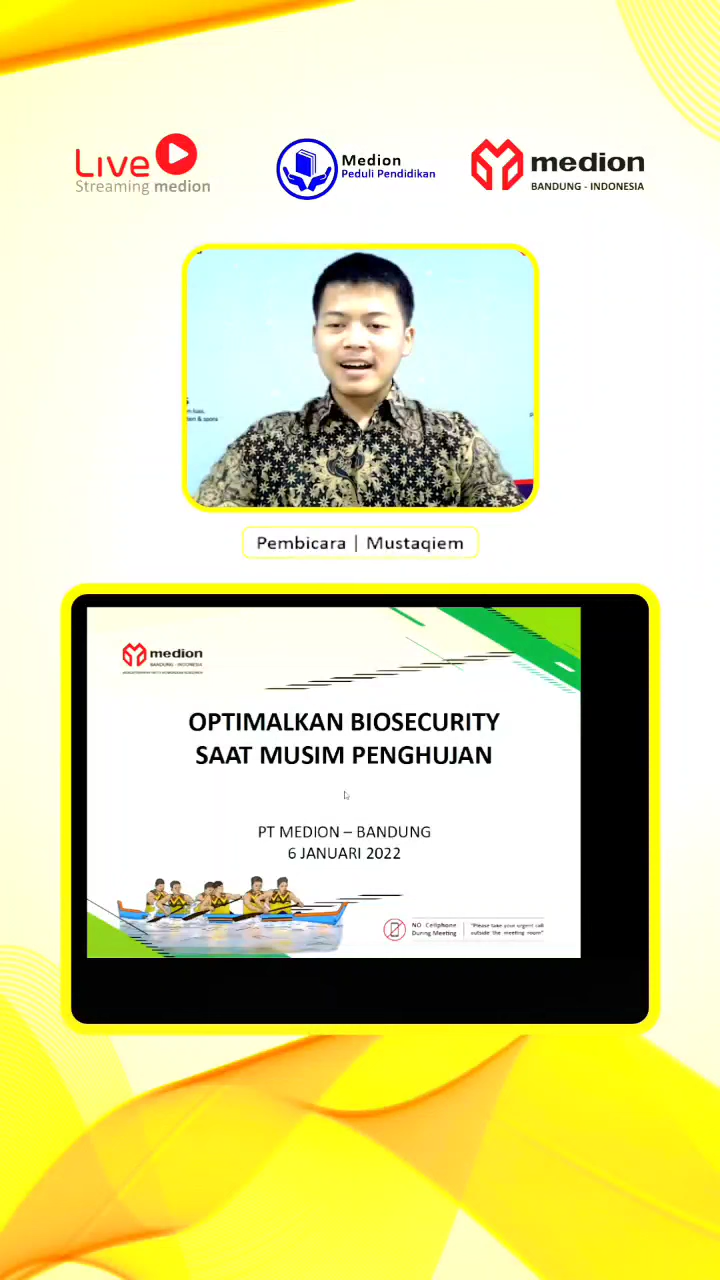 Live
Streaming medion
Medion
Peduli Pendidikan
medion
BANDUNG - INDONESIA
Pembicara | Mustaqiem
medion
BANDUNG - INDONESIA
OPTIMALKAN BIOSECURITY
SAAT MUSIM PENGHUJAN
PT MEDION – BANDUNG
6 JANUARI 2022
NO Cellphone
During Meeting
"Please take your urgent call
outside the meeting room"